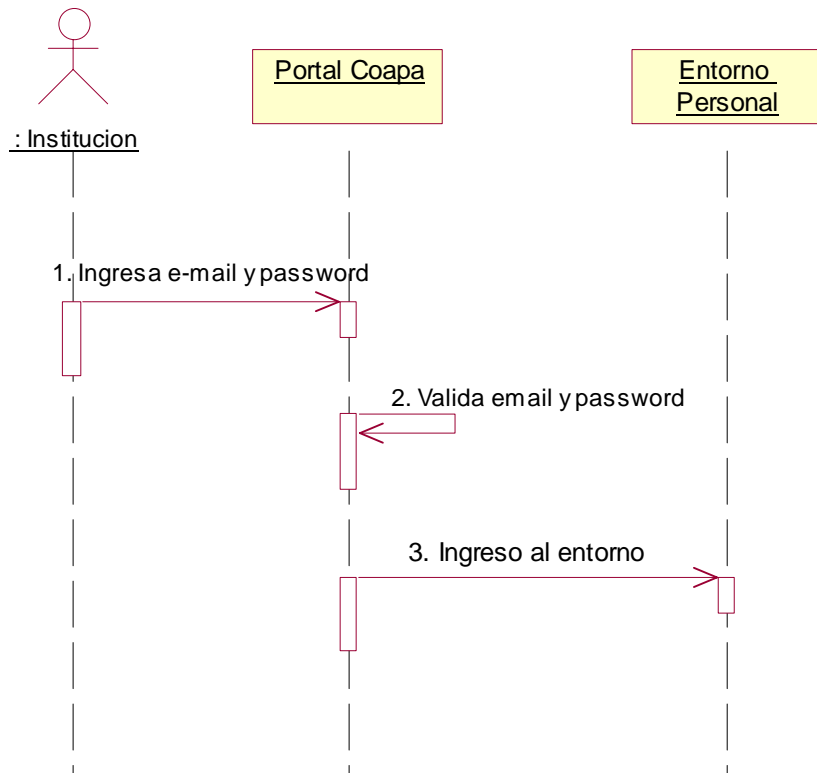 Portal Coapa
Entorno
Personal
: Institucion
1. Ingresa e-mail y password
2. Valida email y password
3. Ingreso al entorno